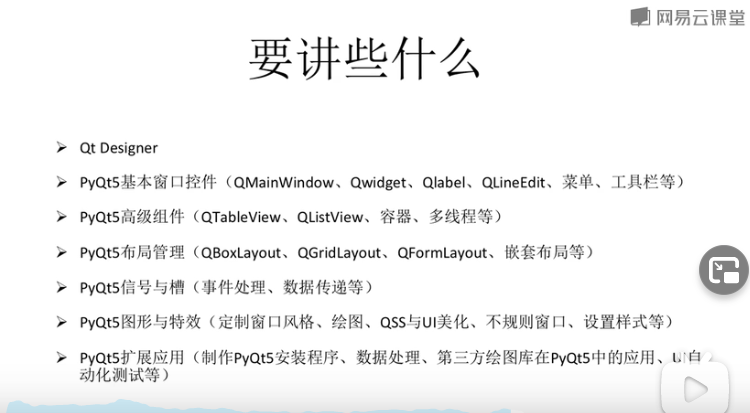 网易云课堂
要讲些什么
Qt Designer
PyQt5基本窗口控件（QMainWindow、Qwidget、Qlabel、QLineEdit、菜单、工具栏等）
PyQt5高级组件（QTableView、QListView、容器、多线程等）
PyQt5布局管理（QBoxLayout、QGridLayout、QFormLayout、嵌套布局等）
PyQt5信号与槽（事件处理、数据传递等）
PyQt5图形与特效（定制窗口风格、绘图、QSS与UI美化、不规则窗口、设置样式等）
PyQt5扩展应用（制作PyQt5安装程序、数据处理、第三方绘图库在PyQt5中的应用、UI自
动化测试等）